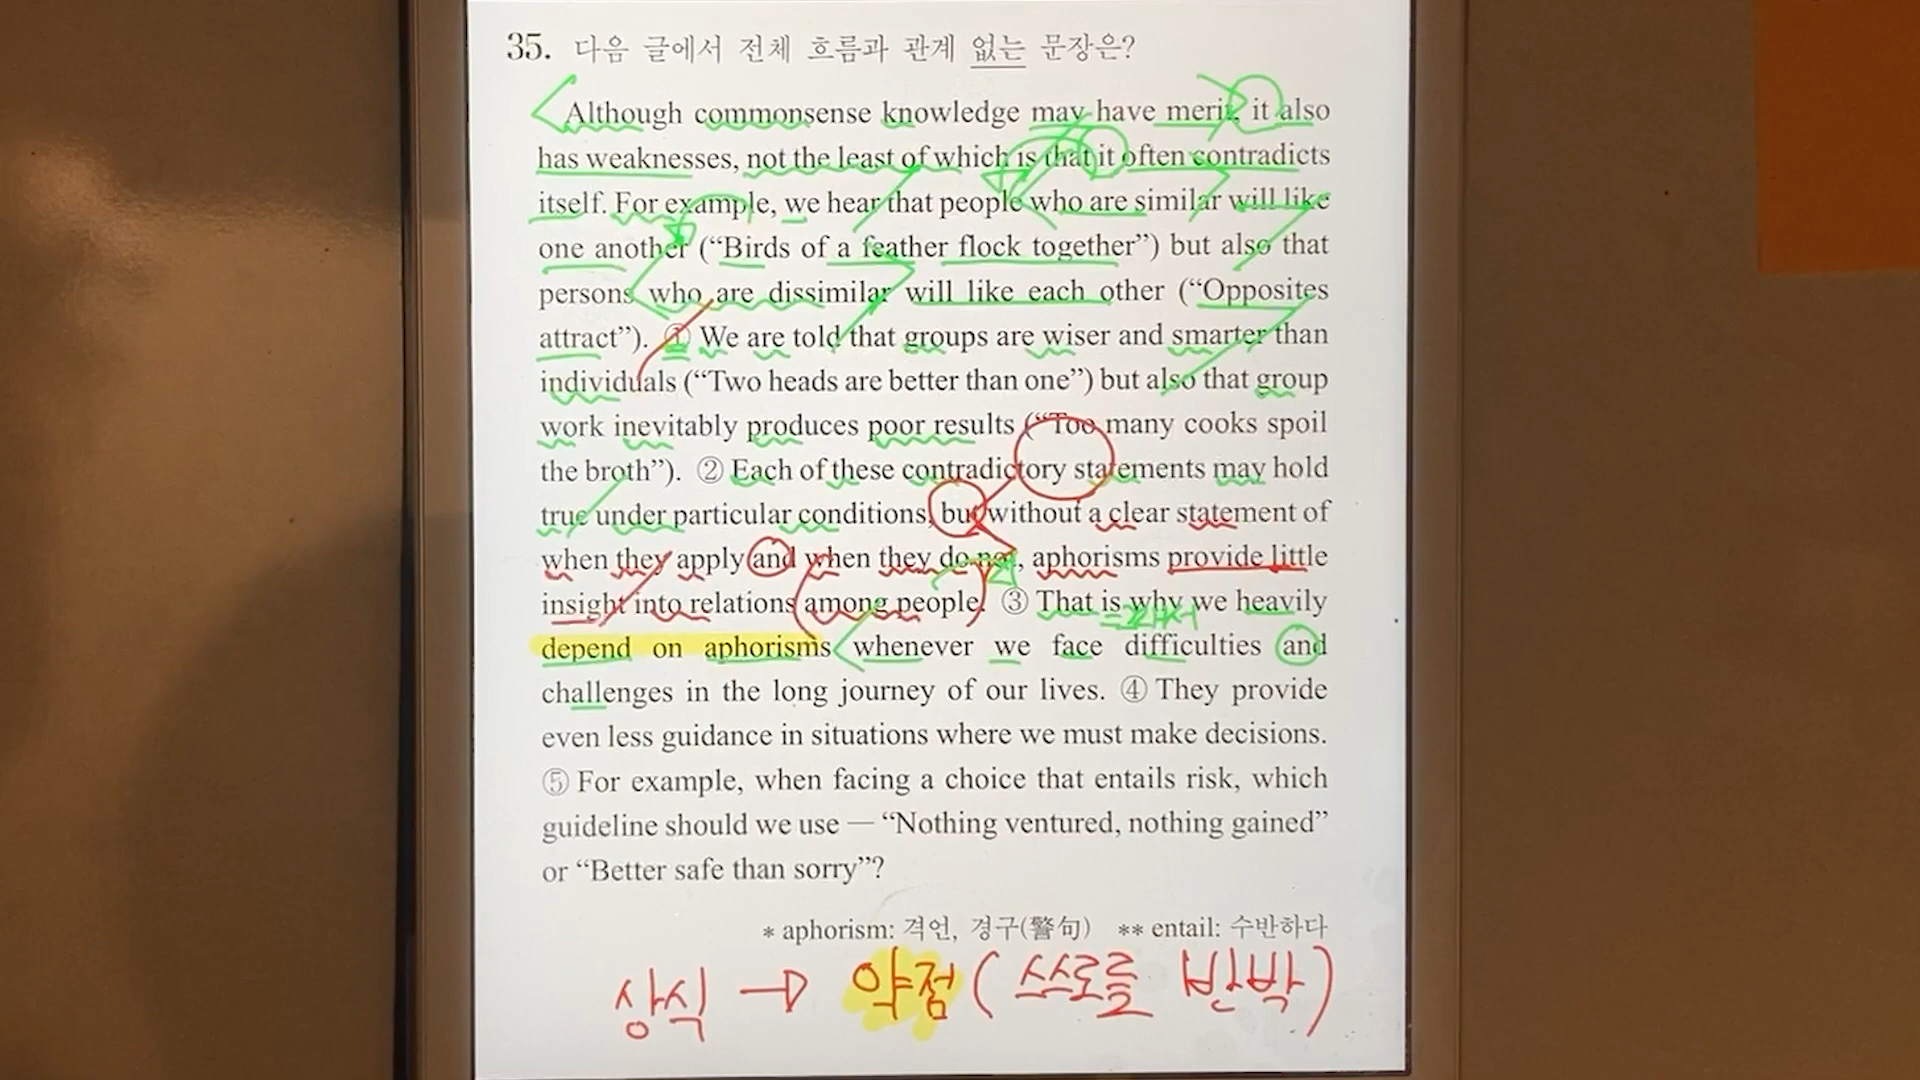 35. 다음 글에서 전체 흐름과 관계 없는 문장은?
Although commonsense knowledge may have merit, it also
has weaknesses, not the least of which is that it often contradicts
itself. For example, we hear that people who are similar will like
one another (“Birds of a feather flock together”) but also that
persons who are dissimilar will like each other (“Opposites
attract”). ① We are told that groups are wiser and smarter than
individuals (“Two heads are better than one”) but also that group
work inevitably produces poor results (“Too many cooks spoil
the broth”). ② Each of these contradictory statements may hold
true under particular conditions, but without a clear statement of
when they apply and when they do not, aphorisms provide little
insight into relations among people. ③ That is why we heavily
=그래서
depend on aphorisms whenever we face difficulties and
challenges in the long journey of our lives. ④ They provide
even less guidance in situations where we must make decisions.
⑤ For example, when facing a choice that entails risk, which
guideline should we use — “Nothing ventured, nothing gained”
or “Better safe than sorry”?
* aphorism: 격언, 경구(警句) ** entail: 수반하다
상식 → 약점 (스스로를 반박)